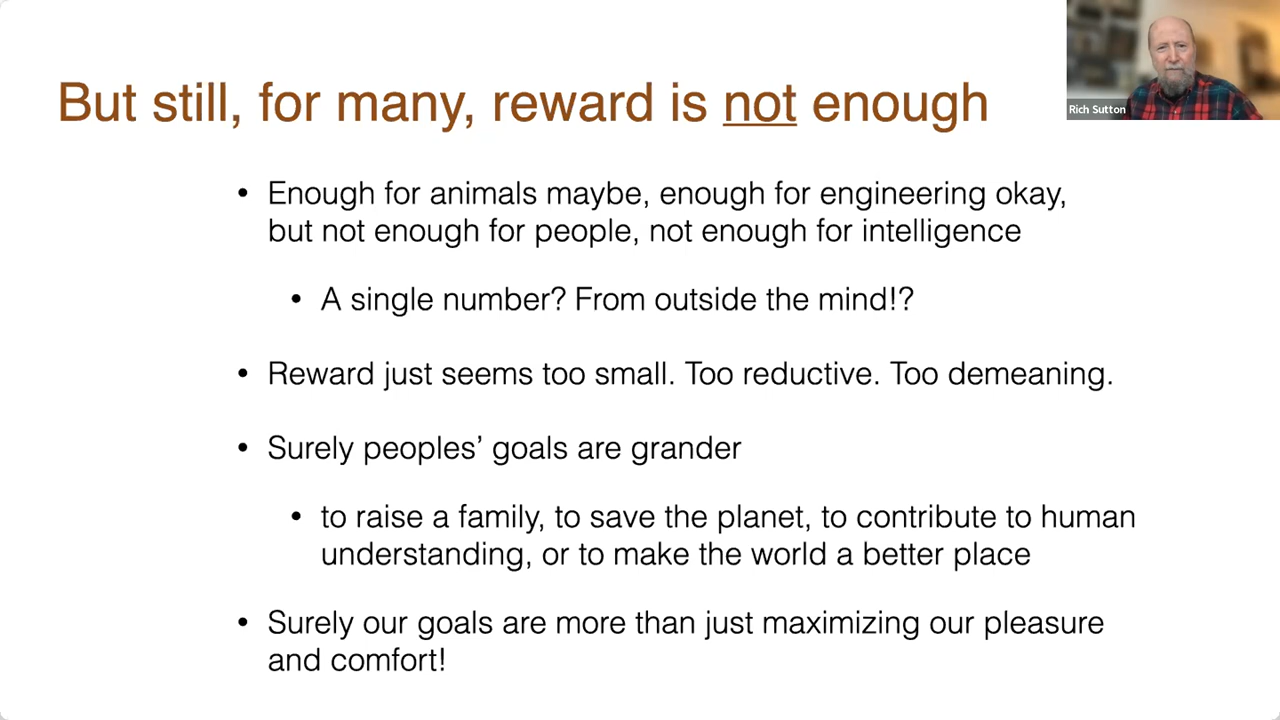 But still, for many, reward is not enough
Rich Sutton
• Enough for animals maybe, enough for engineering okay,
but not enough for people, not enough for intelligence
• A single number? From outside the mind!?
• Reward just seems too small. Too reductive. Too demeaning.
• Surely peoples’ goals are grander
• to raise a family, to save the planet, to contribute to human
understanding, or to make the world a better place
• Surely our goals are more than just maximizing our pleasure
and comfort!